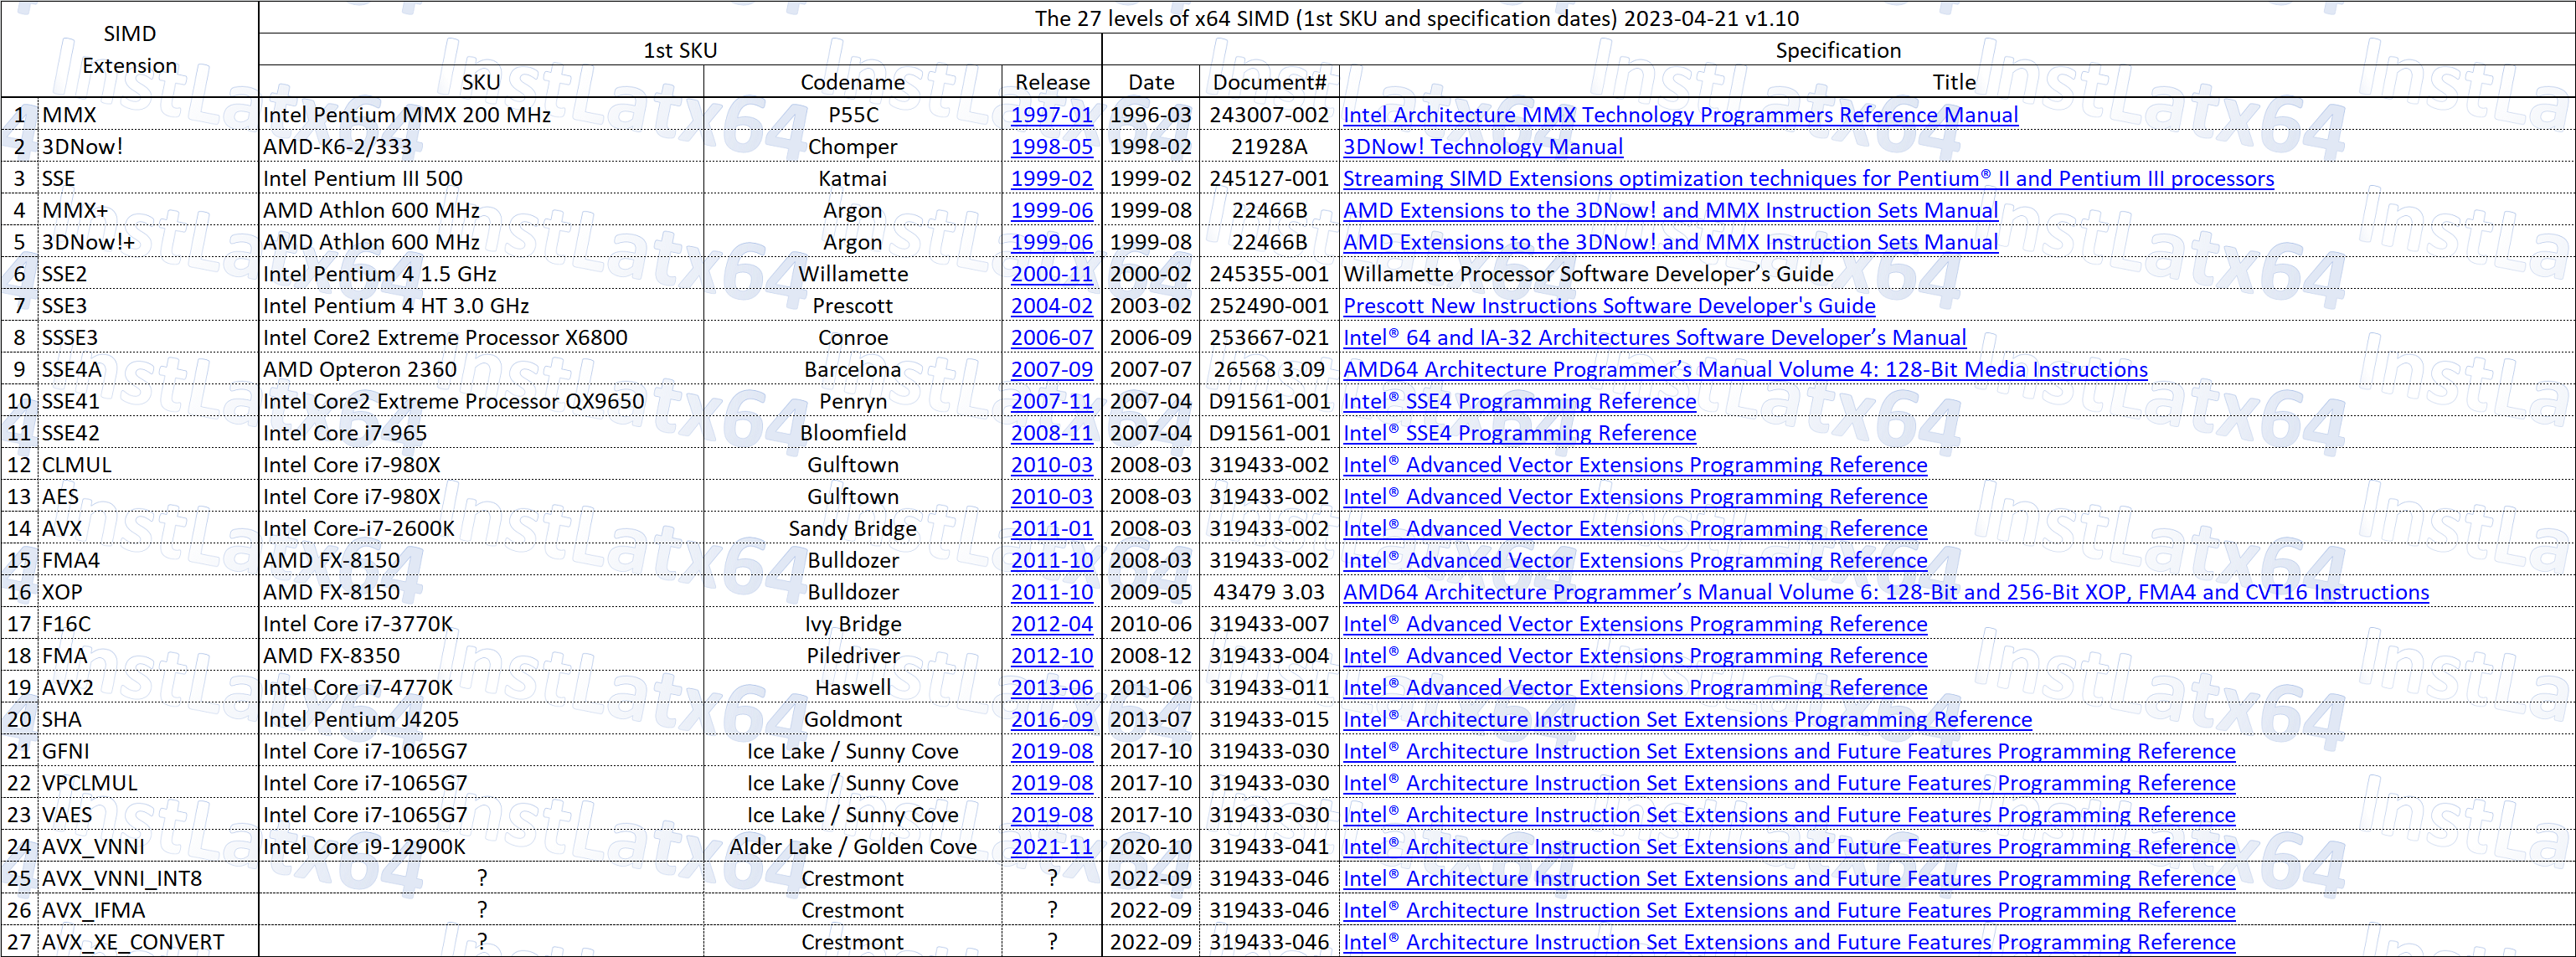 SIMD Extension
The 27 levels of x64 SIMD (1st SKU and specification dates) 2023-04-21 v1.10
1st SKU Specification
SKU Codename Release Date Document# Title
1 MMX Intel Pentium MMX 200 MHz P55C 1997-01 1996-03 243007-002 Intel Architecture MMX Technology Programmers Reference Manual
2 3DNow! AMD-K6-2/333 Chomper 1998-05 1998-02 21928A 3DNow! Technology Manual
3 SSE Intel Pentium III 500 Katmai 1999-02 1999-02 245127-001 Streaming SIMD Extensions optimization techniques for Pentium® II and Pentium III processors
4 MMX+ AMD Athlon 600 MHz Argon 1999-06 1999-08 22466B AMD Extensions to the 3DNow! and MMX Instruction Sets Manual
5 3DNow!+ AMD Athlon 600 MHz Argon 1999-06 1999-08 22466B AMD Extensions to the 3DNow! and MMX Instruction Sets Manual
6 SSE2 Intel Pentium 4 1.5 GHz Willamette 2000-11 2000-02 245355-001 Willamette Processor Software Developer’s Guide
7 SSE3 Intel Pentium 4 HT 3.0 GHz Prescott 2004-02 2003-02 252490-001 Prescott New Instructions Software Developer's Guide
8 SSSE3 Intel Core2 Extreme Processor X6800 Conroe 2006-07 2006-09 253667-021 Intel® 64 and IA-32 Architectures Software Developer’s Manual
9 SSE4A AMD Opteron 2360 Barcelona 2007-09 2007-07 26568 3.09 AMD64 Architecture Programmer’s Manual Volume 4: 128-Bit Media Instructions
10 SSE41 Intel Core2 Extreme Processor QX9650 Penryn 2007-11 2007-04 D91561-001 Intel® SSE4 Programming Reference
11 SSE42 Intel Core i7-965 Bloomfield 2008-11 2007-04 D91561-001 Intel® SSE4 Programming Reference
12 CLMUL Intel Core i7-980X Gulftown 2010-03 2008-03 319433-002 Intel® Advanced Vector Extensions Programming Reference
13 AES Intel Core i7-980X Gulftown 2010-03 2008-03 319433-002 Intel® Advanced Vector Extensions Programming Reference
14 AVX Intel Core-i7-2600K Sandy Bridge 2011-01 2008-03 319433-002 Intel® Advanced Vector Extensions Programming Reference
15 FMA4 AMD FX-8150 Bulldozer 2011-10 2008-03 319433-002 Intel® Advanced Vector Extensions Programming Reference
16 XOP AMD FX-8150 Bulldozer 2011-10 2009-05 43479 3.03 AMD64 Architecture Programmer’s Manual Volume 6: 128-Bit and 256-Bit XOP, FMA4 and CVT16 Instructions
17 F16C Intel Core i7-3770K Ivy Bridge 2012-04 2010-06 319433-007 Intel® Advanced Vector Extensions Programming Reference
18 FMA AMD FX-8350 Piledriver 2012-10 2008-12 319433-004 Intel® Advanced Vector Extensions Programming Reference
19 AVX2 Intel Core i7-4770K Haswell 2013-06 2011-06 319433-011 Intel® Advanced Vector Extensions Programming Reference
20 SHA Intel Pentium J4205 Goldmont 2016-09 2013-07 319433-015 Intel® Architecture Instruction Set Extensions Programming Reference
21 GFNI Intel Core i7-1065G7 Ice Lake / Sunny Cove 2019-08 2017-10 319433-030 Intel® Architecture Instruction Set Extensions and Future Features Programming Reference
22 VPCLMUL Intel Core i7-1065G7 Ice Lake / Sunny Cove 2019-08 2017-10 319433-030 Intel® Architecture Instruction Set Extensions and Future Features Programming Reference
23 VAES Intel Core i7-1065G7 Ice Lake / Sunny Cove 2019-08 2017-10 319433-030 Intel® Architecture Instruction Set Extensions and Future Features Programming Reference
24 AVX_VNNI Intel Core i9-12900K Alder Lake / Golden Cove 2021-11 2020-10 319433-041 Intel® Architecture Instruction Set Extensions and Future Features Programming Reference
25 AVX_VNNI_INT8 ? Crestmont ? 2022-09 319433-046 Intel® Architecture Instruction Set Extensions and Future Features Programming Reference
26 AVX_IFMA ? Crestmont ? 2022-09 319433-046 Intel® Architecture Instruction Set Extensions and Future Features Programming Reference
27 AVX_XE_CONVERT ? Crestmont ? 2022-09 319433-046 Intel® Architecture Instruction Set Extensions and Future Features Programming Reference
InstLatx64